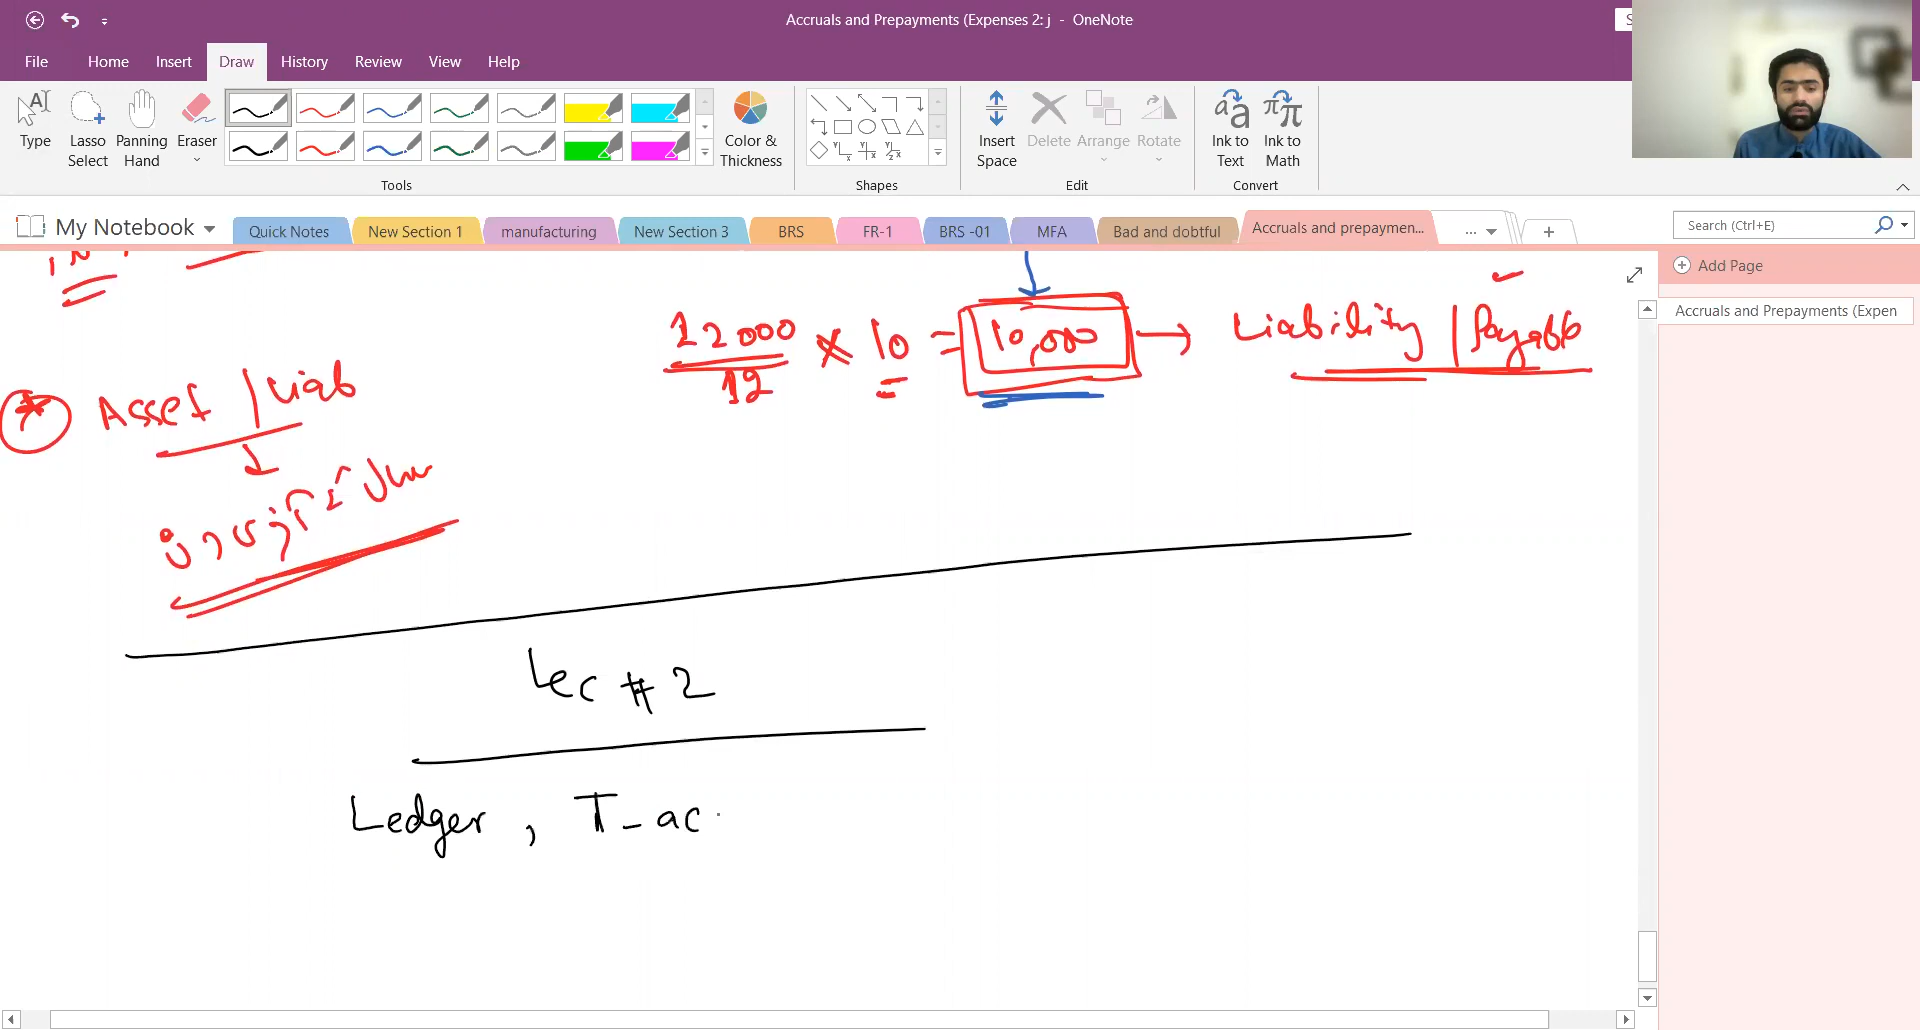 Accruals and Prepayments (Expenses 2: j - OneNote
File Home Insert Draw History Review View Help
Type
Lasso Select
Panning Hand
Eraser
Color & Thickness
Insert Space
Delete
Arrange
Rotate
Ink to Text
Ink to Math
Tools
Shapes
Edit
Convert
My Notebook
Quick Notes
New Section 1
manufacturing
New Section 3
BRS
FR-1
BRS -01
MFA
Bad and doubtful
Accruals and prepaymen...
...
Search (Ctrl+E)
Add Page
Accruals and Prepayments (Expen
12000 × 10 = 10,000 → Liability | Payable
12
Asset / Liab
Lec # 2
Ledger , T-ac